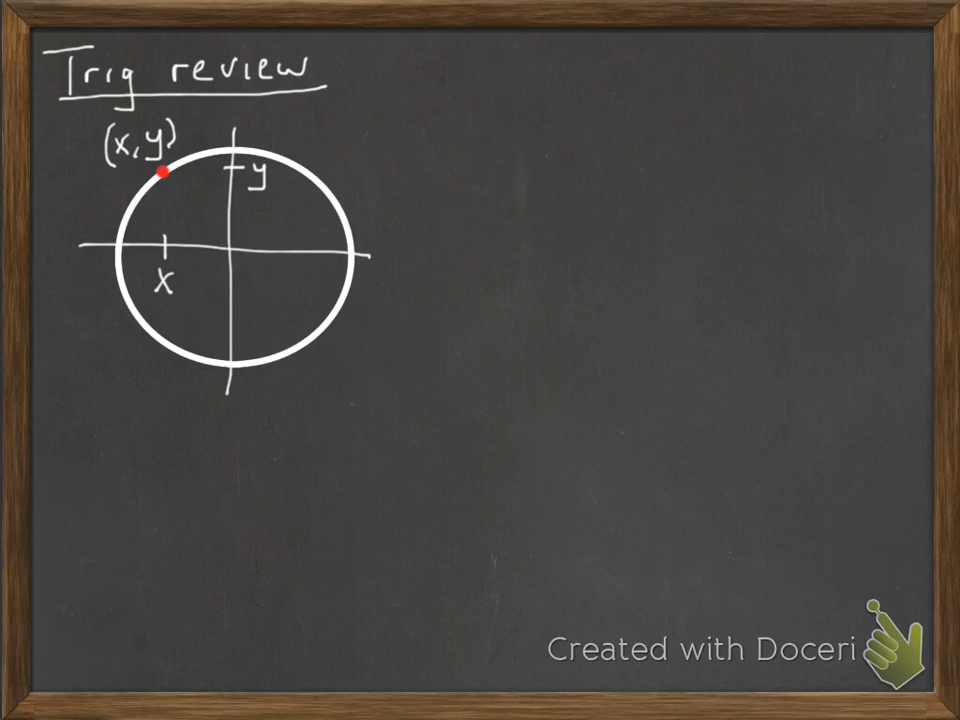 Trig review
(x, y)
y
x
Created with Doceri